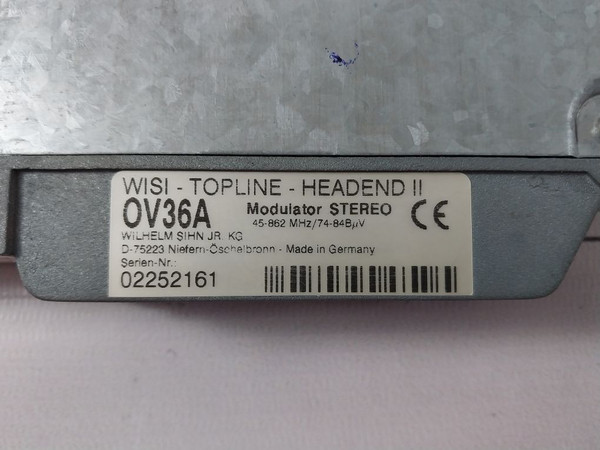 WISI - TOPLINE - HEADEND II
OV36A Modulator STEREO CE
45-862 MHz/74-84BµV
WILHELM SIHN JR. KG
D-75223 Niefern-Öschelbronn - Made in Germany
Serien-Nr.:
02252161